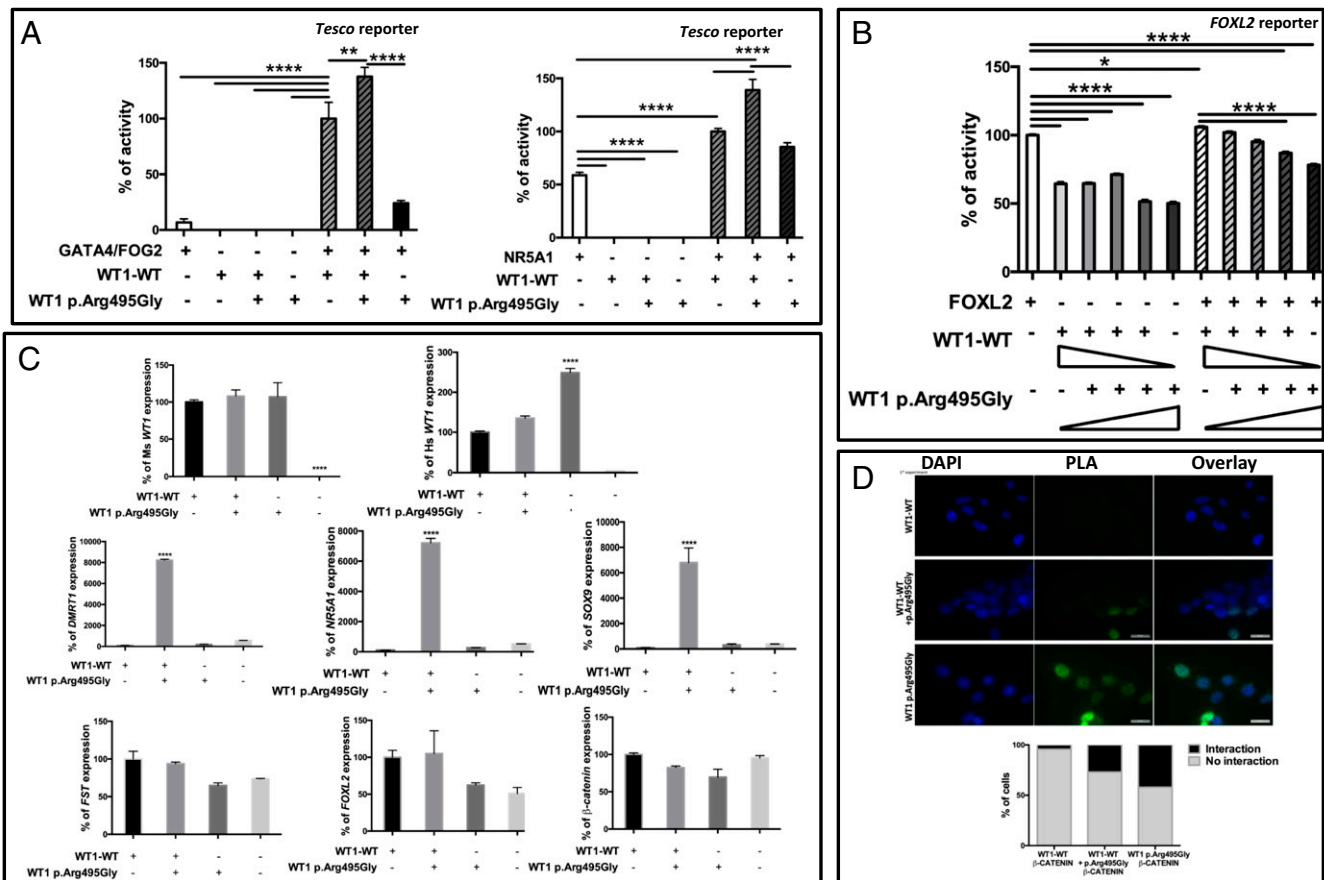 A
Tesco reporter
**
****
****
150
100
50
0
% of activity
GATA4/FOG2 + - - - + + +
WT1-WT - + + - + + -
WT1 p.Arg495Gly - - + + - + +
Tesco reporter
****
****
****
150
100
50
0
% of activity
NR5A1 + - - - + + +
WT1-WT - + + - + + -
WT1 p.Arg495Gly - - + + - + +
B
FOXL2 reporter
****
*
****
****
150
100
50
0
% of activity
FOXL2 + - - - - - + + + + +
WT1-WT - + + + + - + + + + -
WT1 p.Arg495Gly - - + + + + - + + + +
C
150
100
50
0
% of Ms WT1 expression
****
WT1-WT + + - -
WT1 p.Arg495Gly - + + -
300
200
100
0
% of Hs WT1 expression
****
WT1-WT + + - -
WT1 p.Arg495Gly - + + -
10000
8000
6000
4000
2000
0
% of DMRT1 expression
****
WT1-WT + + - -
WT1 p.Arg495Gly - + + -
8000
6000
4000
2000
0
% of NR5A1 expression
****
WT1-WT + + - -
WT1 p.Arg495Gly - + + -
10000
8000
6000
4000
2000
0
% of SOX9 expression
****
WT1-WT + + - -
WT1 p.Arg495Gly - + + -
150
100
50
0
% of FST expression
WT1-WT + + - -
WT1 p.Arg495Gly - + + -
150
100
50
0
% of FOXL2 expression
WT1-WT + + - -
WT1 p.Arg495Gly - + + -
150
100
50
0
% of β-catenin expression
WT1-WT + + - -
WT1 p.Arg495Gly - + + -
D
DAPI PLA Overlay
WT1-WT
WT1-WT
+p.Arg495Gly
WT1 p.Arg495Gly
100
50
0
% of cells
Interaction
No interaction
WT1-WT
β-CATENIN
WT1-WT
+ p.Arg495Gly
β-CATENIN
WT1 p.Arg495Gly
β-CATENIN